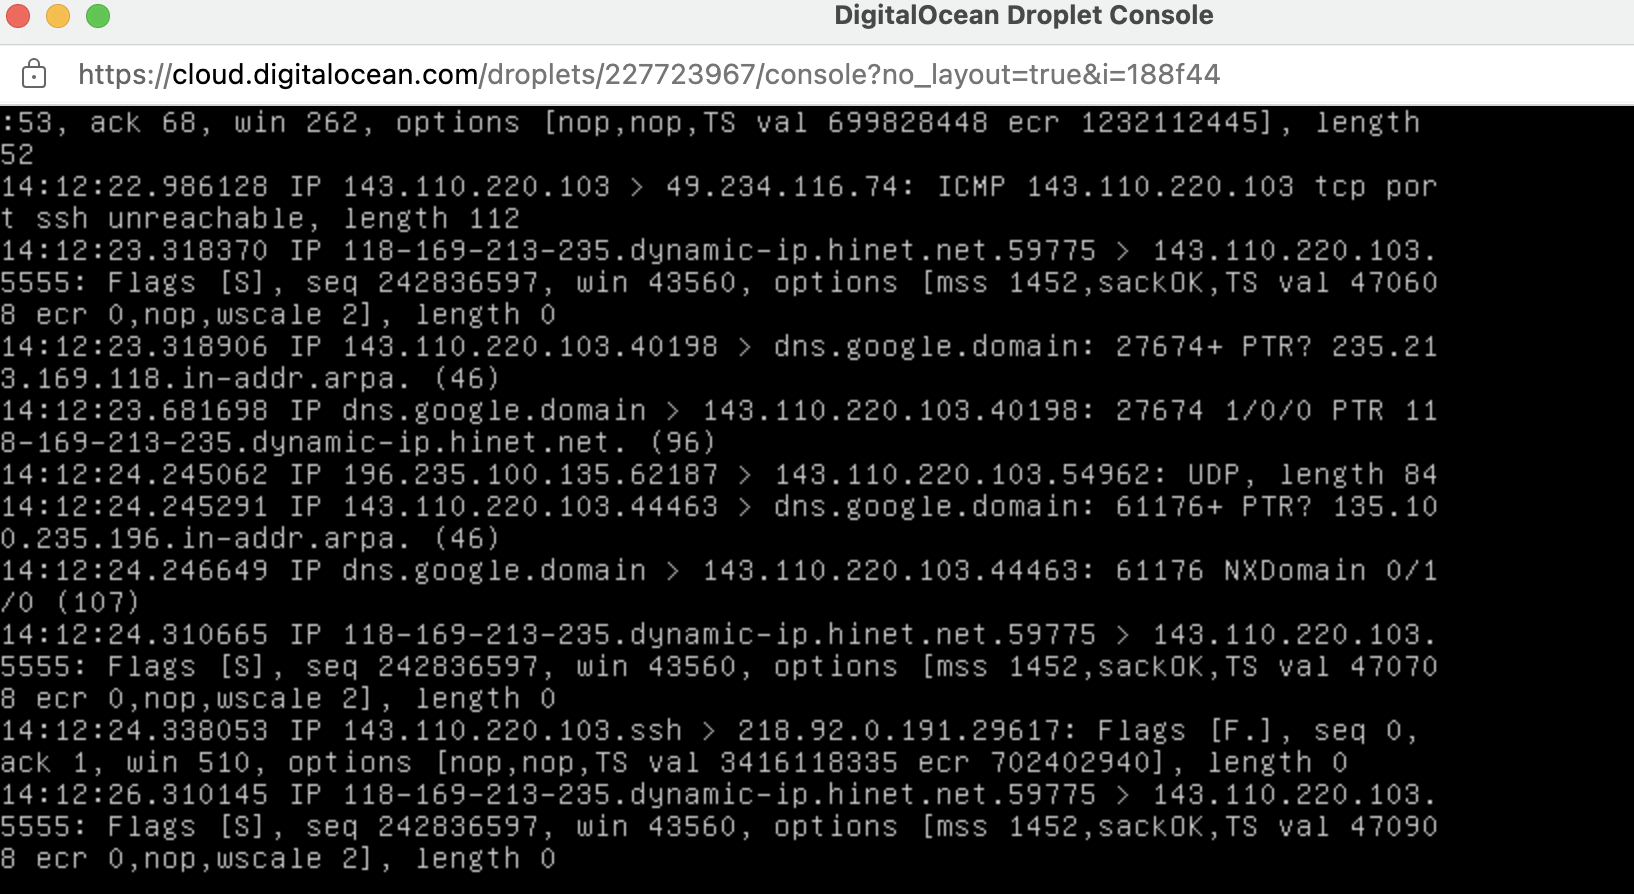 DigitalOcean Droplet Console
https://cloud.digitalocean.com/droplets/227723967/console?no_layout=true&i=188f44
:53, ack 68, win 262, options [nop,nop,TS val 699828448 ecr 1232112445], length
52
14:12:22.986128 IP 143.110.220.103 > 49.234.116.74: ICMP 143.110.220.103 tcp por
t ssh unreachable, length 112
14:12:23.318370 IP 118-169-213-235.dynamic-ip.hinet.net.59775 > 143.110.220.103.
5555: Flags [S], seq 242836597, win 43560, options [mss 1452,sackOK,TS val 47060
8 ecr 0,nop,wscale 2], length 0
14:12:23.318906 IP 143.110.220.103.40198 > dns.google.domain: 27674+ PTR? 235.21
3.169.118.in-addr.arpa. (46)
14:12:23.681698 IP dns.google.domain > 143.110.220.103.40198: 27674 1/0/0 PTR 11
8-169-213-235.dynamic-ip.hinet.net. (96)
14:12:24.245062 IP 196.235.100.135.62187 > 143.110.220.103.54962: UDP, length 84
14:12:24.245291 IP 143.110.220.103.44463 > dns.google.domain: 61176+ PTR? 135.10
0.235.196.in-addr.arpa. (46)
14:12:24.246649 IP dns.google.domain > 143.110.220.103.44463: 61176 NXDomain 0/1
/0 (107)
14:12:24.310665 IP 118-169-213-235.dynamic-ip.hinet.net.59775 > 143.110.220.103.
5555: Flags [S], seq 242836597, win 43560, options [mss 1452,sackOK,TS val 47070
8 ecr 0,nop,wscale 2], length 0
14:12:24.338053 IP 143.110.220.103.ssh > 218.92.0.191.29617: Flags [F.], seq 0,
ack 1, win 510, options [nop,nop,TS val 3416118335 ecr 702402940], length 0
14:12:26.310145 IP 118-169-213-235.dynamic-ip.hinet.net.59775 > 143.110.220.103.
5555: Flags [S], seq 242836597, win 43560, options [mss 1452,sackOK,TS val 47090
8 ecr 0,nop,wscale 2], length 0